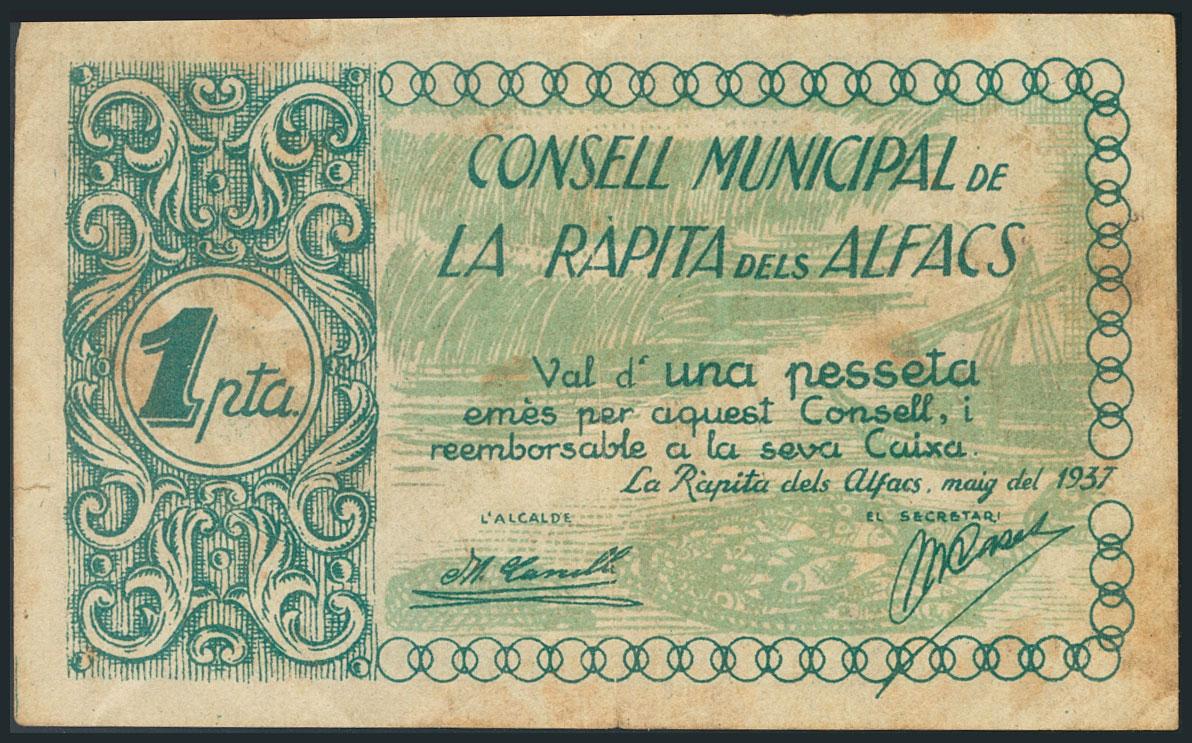 1 pta.
CONSELL MUNICIPAL DE
LA RÀPITA DELS ALFACS
Val d' una pesseta
emès per aquest Consell, i
reemborsable a la seva Caixa.
La Ràpita dels Alfacs, maig del 1937
L'ALCALDE EL SECRETARI